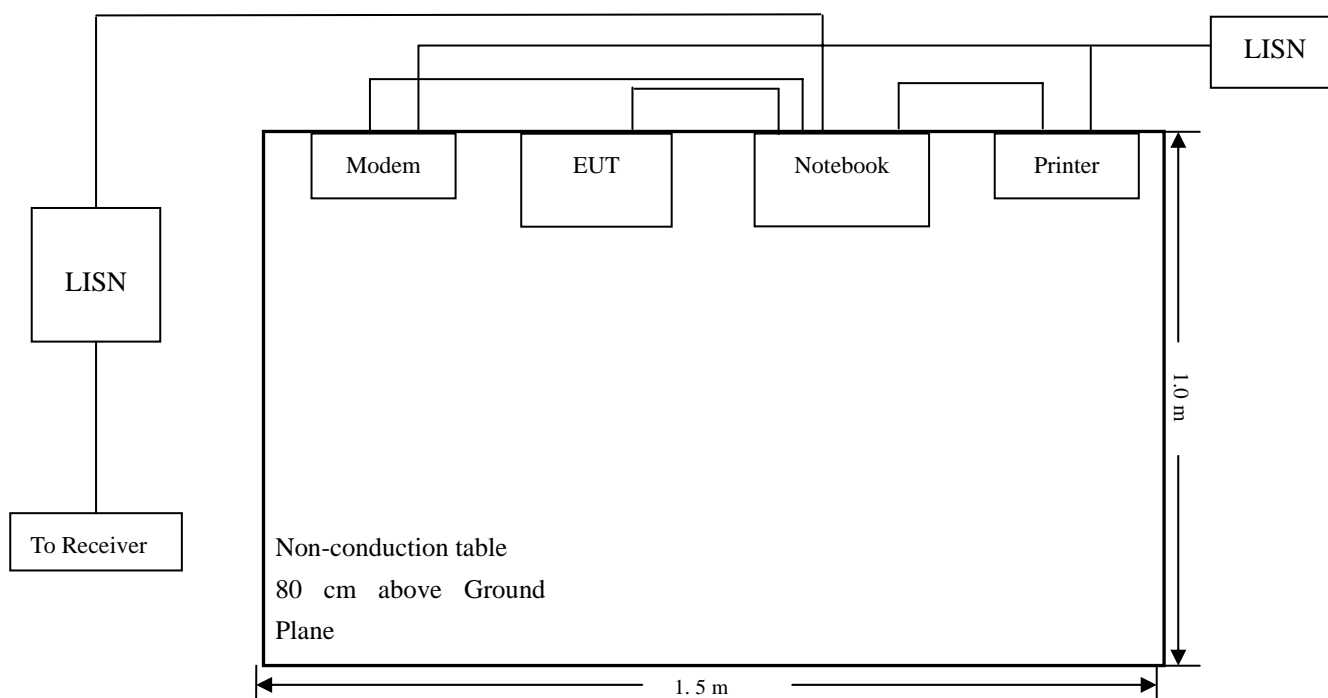 LISN
Modem
EUT
Notebook
Printer
LISN
1.0 m
To Receiver
Non-conduction table
80 cm above Ground
Plane
1. 5 m